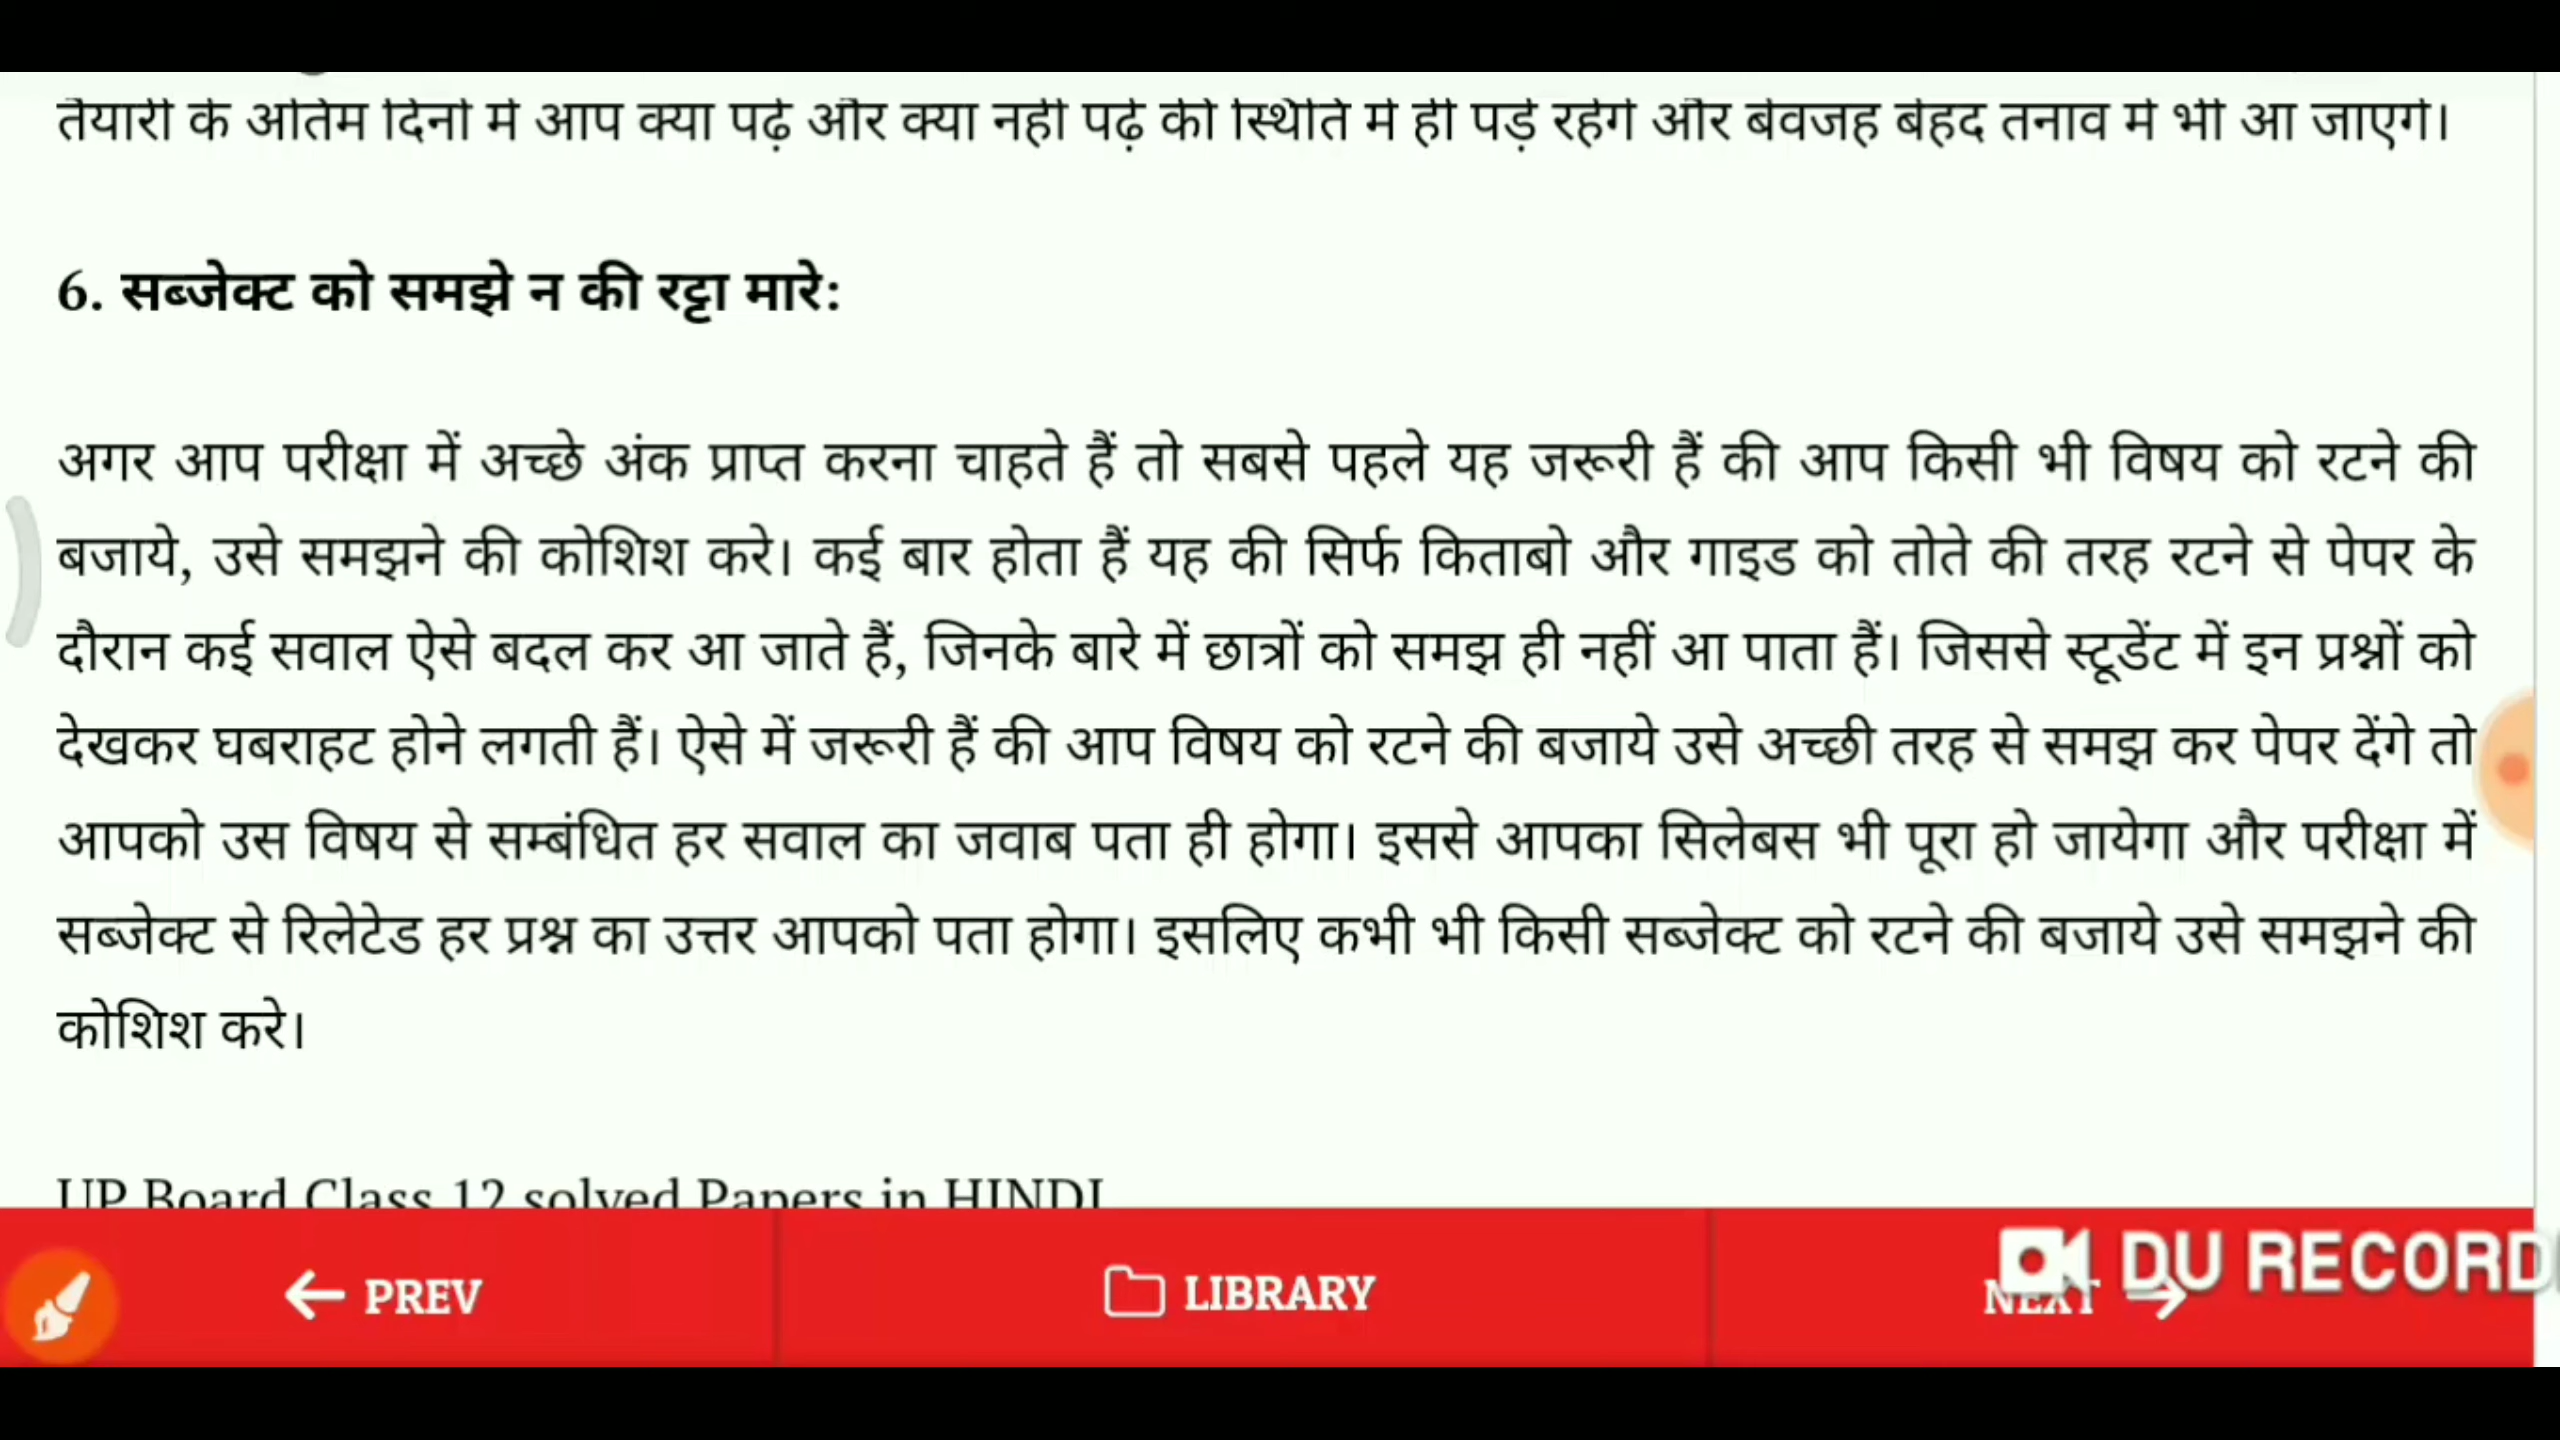 तैयारी के अंतिम दिनों में आप क्या पढ़े और क्या नहीं पढ़े की स्थिति में ही पड़े रहेंगे और बेवजह बेहद तनाव में भी आ जाएंगे।
6. सब्जेक्ट को समझे न की रट्टा मारे:
अगर आप परीक्षा में अच्छे अंक प्राप्त करना चाहते हैं तो सबसे पहले यह जरूरी हैं की आप किसी भी विषय को रटने की
बजाये, उसे समझने की कोशिश करे। कई बार होता हैं यह की सिर्फ किताबो और गाइड को तोते की तरह रटने से पेपर के
दौरान कई सवाल ऐसे बदल कर आ जाते हैं, जिनके बारे में छात्रों को समझ ही नहीं आ पाता हैं। जिससे स्टूडेंट में इन प्रश्नों को
देखकर घबराहट होने लगती हैं। ऐसे में जरूरी हैं की आप विषय को रटने की बजाये उसे अच्छी तरह से समझ कर पेपर देंगे तो
आपको उस विषय से सम्बंधित हर सवाल का जवाब पता ही होगा। इससे आपका सिलेबस भी पूरा हो जायेगा और परीक्षा में
सब्जेक्ट से रिलेटेड हर प्रश्न का उत्तर आपको पता होगा। इसलिए कभी भी किसी सब्जेक्ट को रटने की बजाये उसे समझने की
कोशिश करे।
UP Board Class 12 solved Papers in HINDI
PREV
LIBRARY
NEXT
DU RECORD